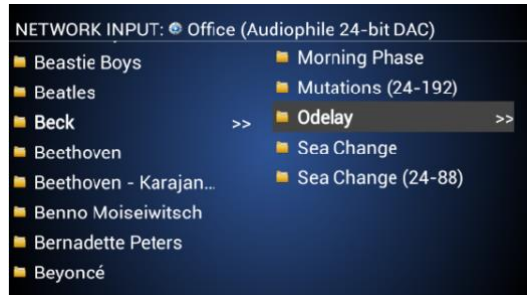 NETWORK INPUT: Office (Audiophile 24-bit DAC)
Beastie Boys
Beatles
Beck >>
Beethoven
Beethoven - Karajan...
Benno Moiseiwitsch
Bernadette Peters
Beyoncé
Morning Phase
Mutations (24-192)
Odelay >>
Sea Change
Sea Change (24-88)